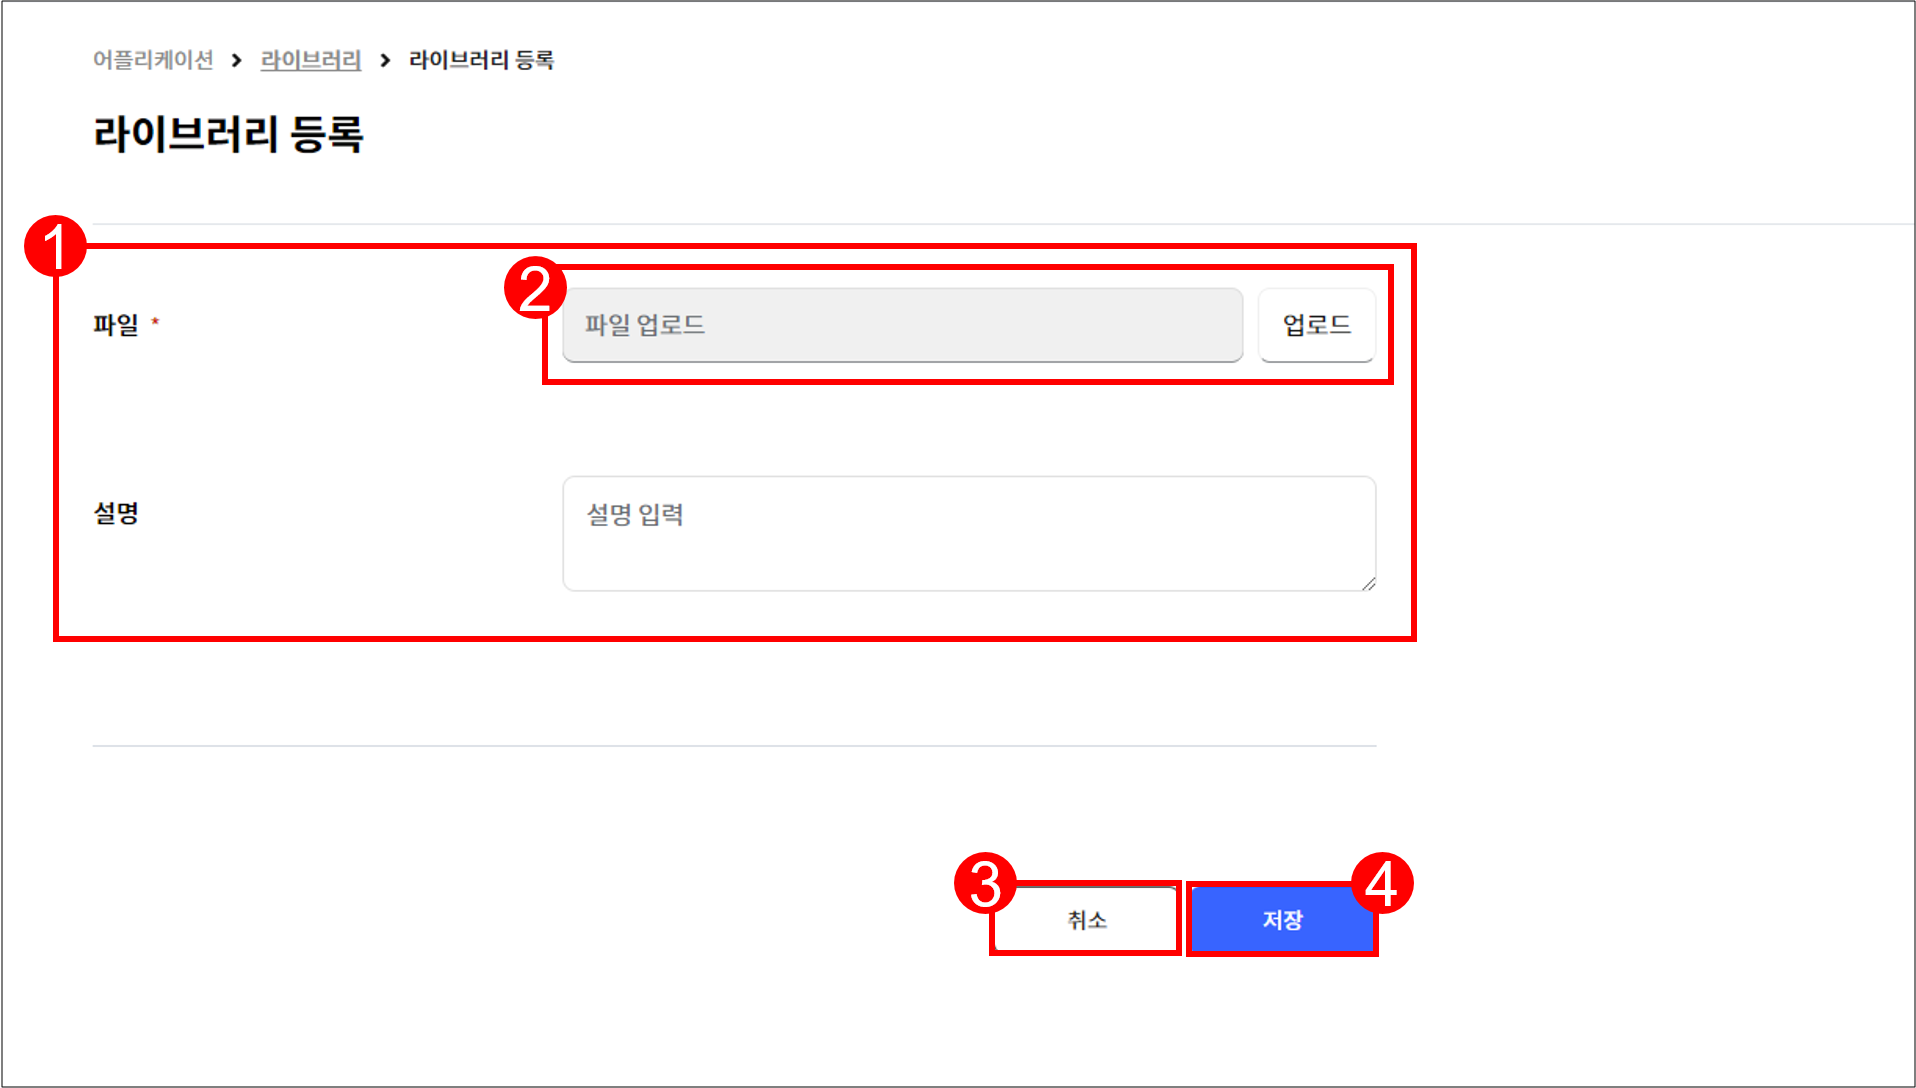 어플리케이션 > 라이브러리 > 라이브러리 등록
라이브러리 등록
1
2
파일 * 파일 업로드 업로드
설명 설명 입력
3 4
취소 저장